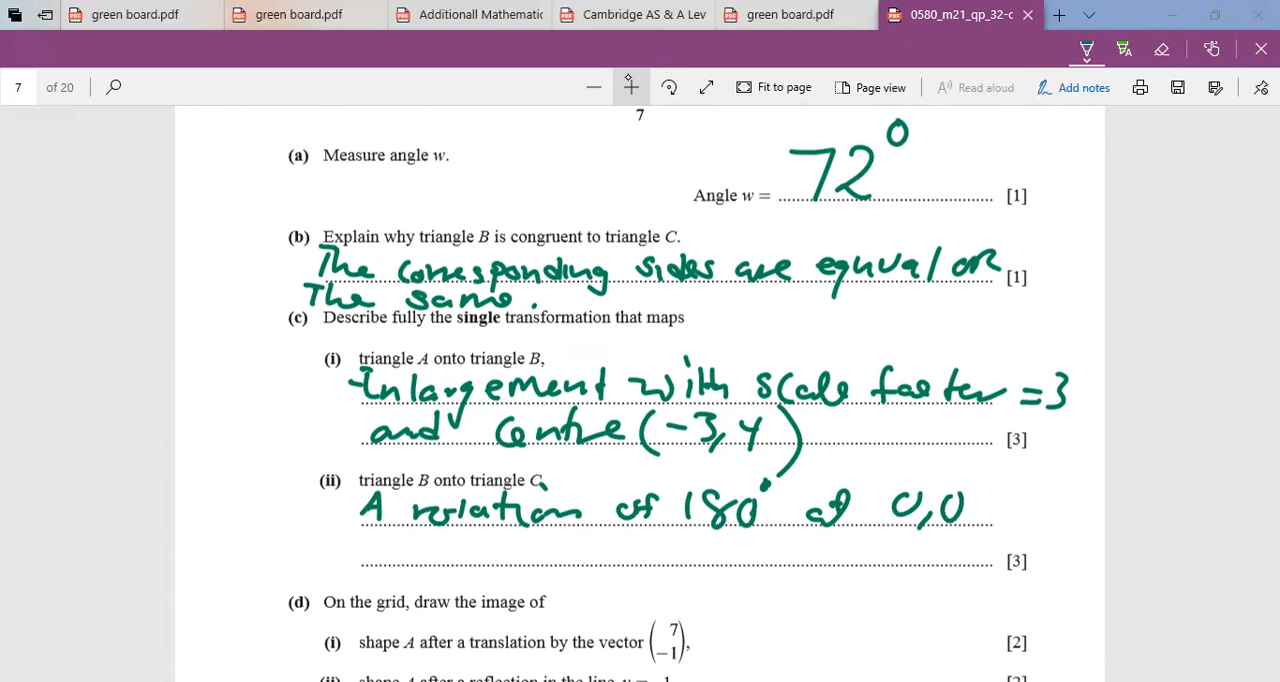 green board.pdf
green board.pdf
Additionall Mathematic
Cambridge AS & A Lev
green board.pdf
0580_m21_qp_32-c
7 of 20
Fit to page
Page view
Read aloud
Add notes
7
(a) Measure angle w.
72°
Angle w = ........................ [1]
(b) Explain why triangle B is congruent to triangle C.
The corresponding sides are equval or [1]
The same.
(c) Describe fully the single transformation that maps
(i) triangle A onto triangle B,
Inlargement with scale faster = 3
and centre (-3, 4) [3]
(ii) triangle B onto triangle C.
A rotation of 180° at 0,0
[3]
(d) On the grid, draw the image of
(i) shape A after a translation by the vector (7 -1), [2]